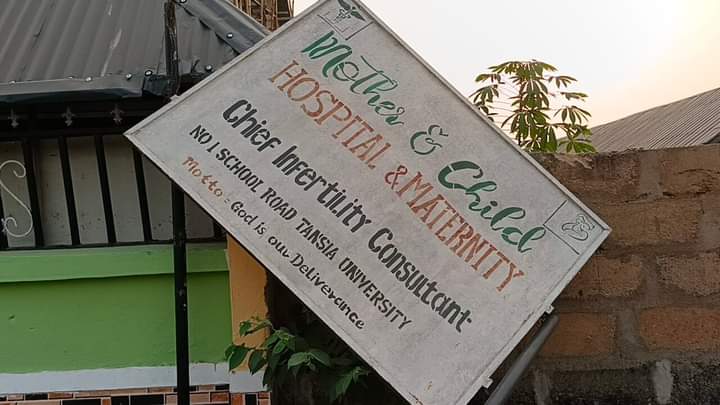 Mother & Child
HOSPITAL & MATERNITY
Chief Infertility Consultant
NO 1 SCHOOL ROAD TANSIA UNIVERSITY
Motto = God is our Deliverance